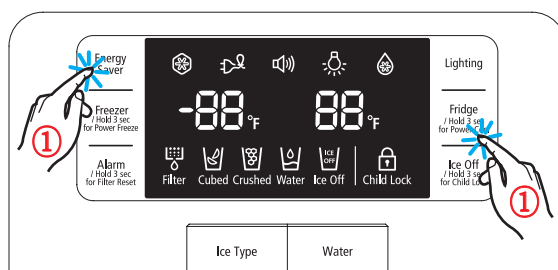 Energy
Saver
Freezer
/ Hold 3 sec
for Power Freeze
Alarm
/ Hold 3 sec
for Filter Reset
①
-88 °F
88 °F
Filter
Cubed
Crushed
Water
ICE
OFF
Ice Off
Child Lock
Lighting
Fridge
/ Hold 3 sec
for Power
Ice Off
/ Hold 3 sec
for Child
①
Ice Type
Water